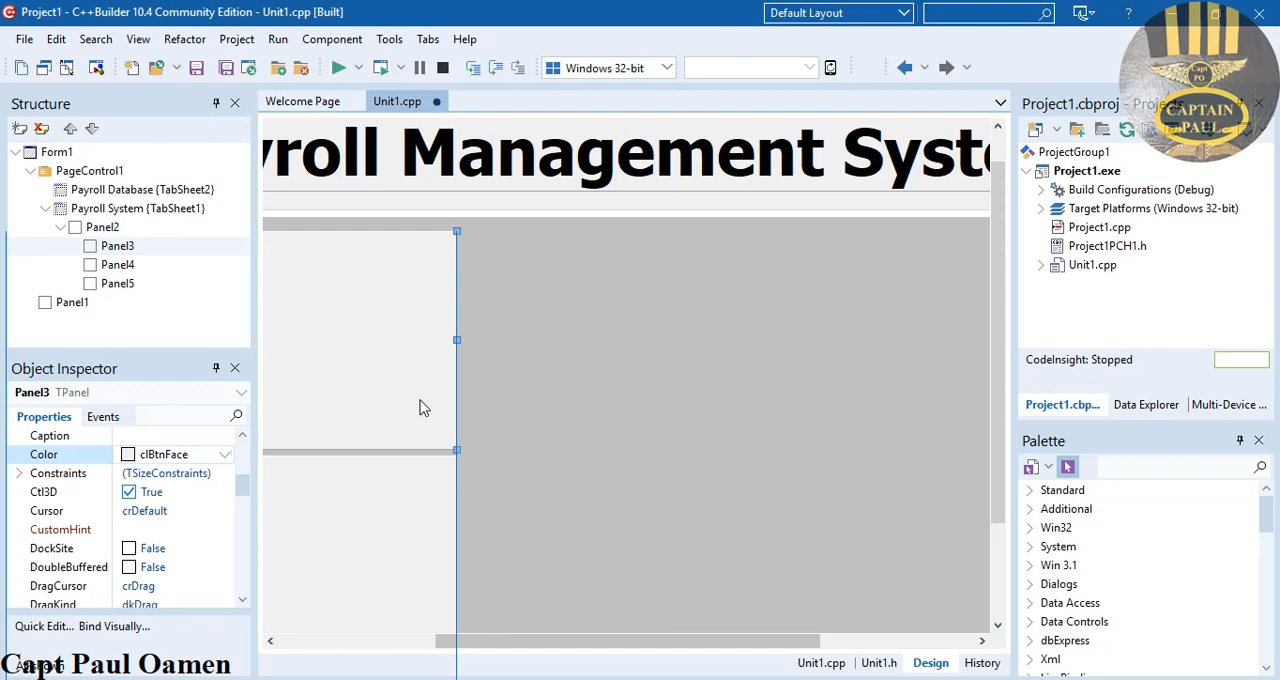 Project1 - C++Builder 10.4 Community Edition - Unit1.cpp [Built]
Default Layout
?
File Edit Search View Refactor Project Run Component Tools Tabs Help
Windows 32-bit
Capt
PO
CAPTAIN
PAUL
Structure
Welcome Page
Unit1.cpp
Project1.cbproj - Projects
Form1
PageControl1
Payroll Database {TabSheet2}
Payroll System {TabSheet1}
Panel2
Panel3
Panel4
Panel5
Panel1
yroll Management Syste
ProjectGroup1
Project1.exe
Build Configurations (Debug)
Target Platforms (Windows 32-bit)
Project1.cpp
Project1PCH1.h
Unit1.cpp
CodeInsight: Stopped
Project1.cbp...
Data Explorer
Multi-Device ...
Object Inspector
Panel3 TPanel
Properties Events
Caption
Color clBtnFace
Constraints (TSizeConstraints)
Ctl3D True
Cursor crDefault
CustomHint
DockSite False
DoubleBuffered False
DragCursor crDrag
DragKind dkDrag
Quick Edit... Bind Visually...
Capt Paul Oamen
Unit1.cpp Unit1.h Design History
Palette
Standard
Additional
Win32
System
Win 3.1
Dialogs
Data Access
Data Controls
dbExpress
Xml